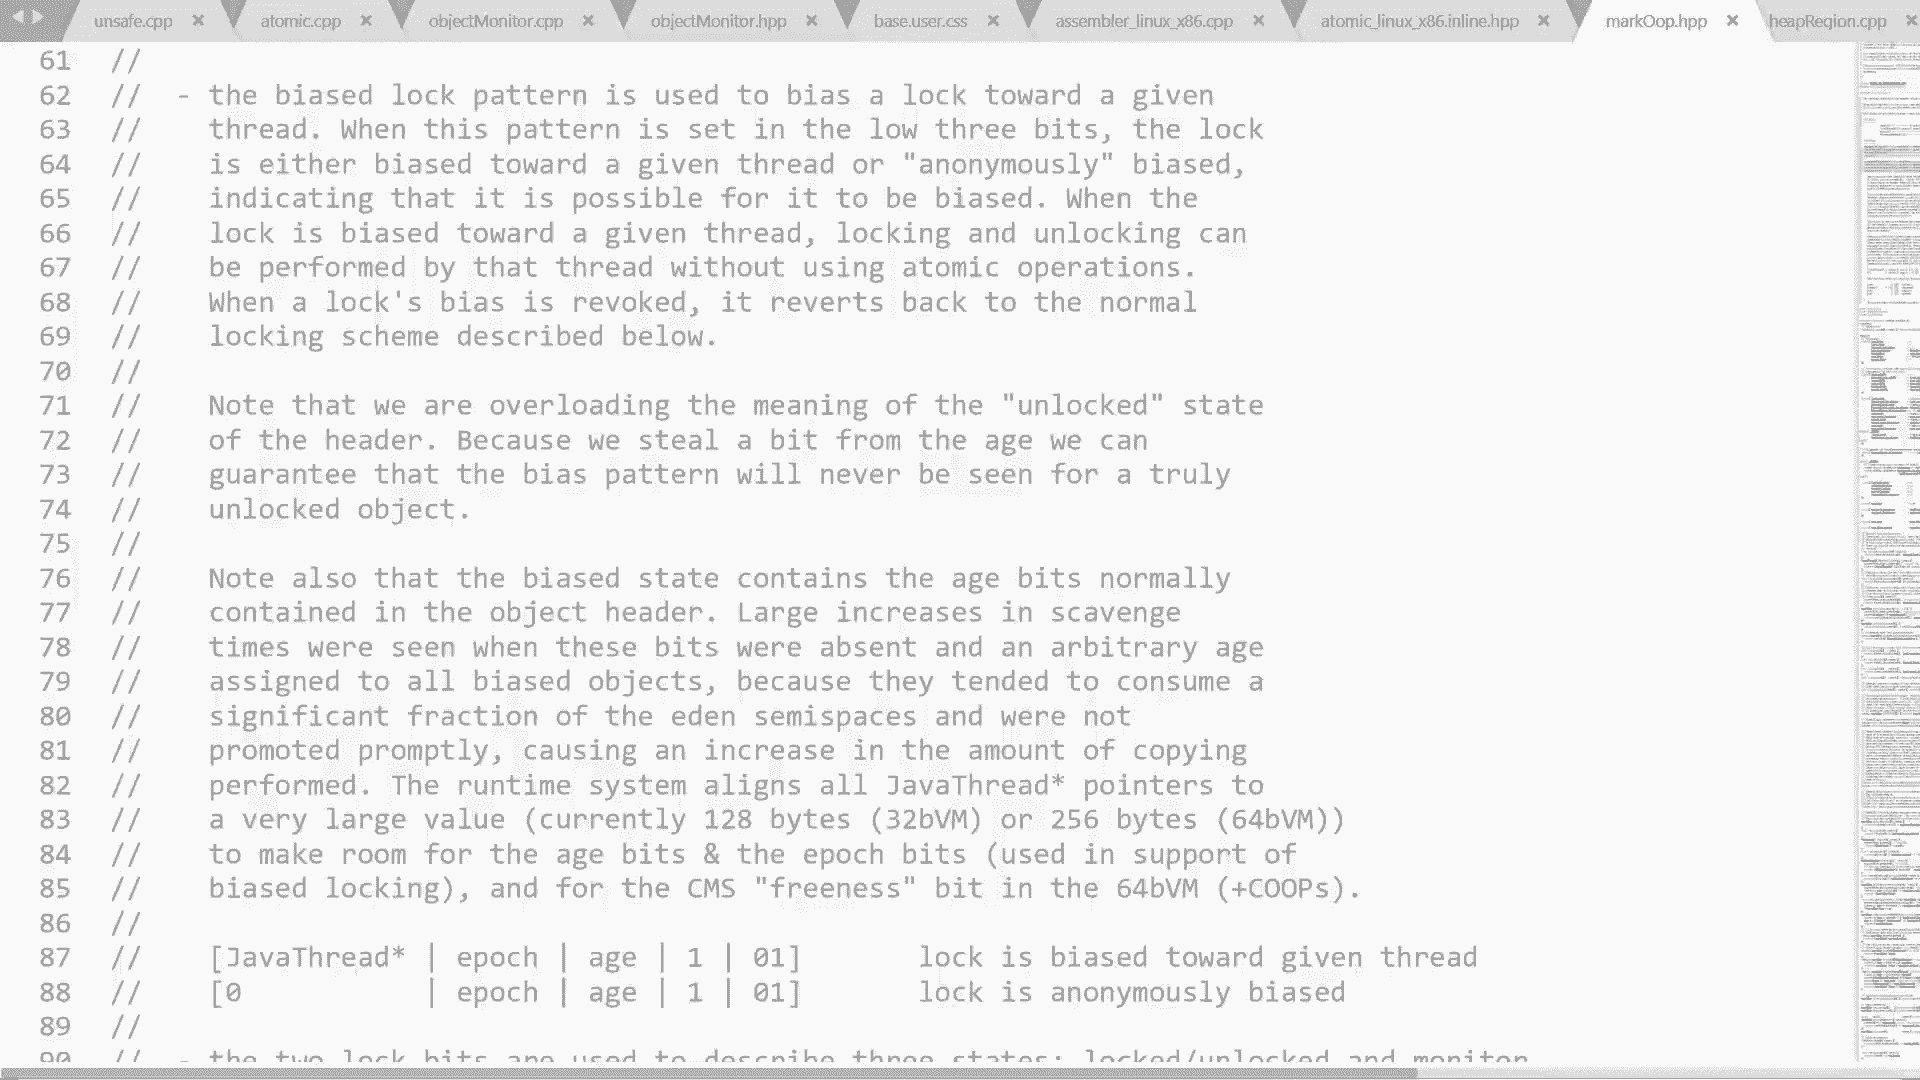 unsafe.cpp × atomic.cpp × objectMonitor.cpp × objectMonitor.hpp × base.user.css × assembler_linux_x86.cpp × atomic_linux_x86.inline.hpp × markOop.hpp × heapRegion.cpp ×
61 //
62 //  - the biased lock pattern is used to bias a lock toward a given
63 //    thread. When this pattern is set in the low three bits, the lock
64 //    is either biased toward a given thread or "anonymously" biased,
65 //    indicating that it is possible for it to be biased. When the
66 //    lock is biased toward a given thread, locking and unlocking can
67 //    be performed by that thread without using atomic operations.
68 //    When a lock's bias is revoked, it reverts back to the normal
69 //    locking scheme described below.
70 //
71 //    Note that we are overloading the meaning of the "unlocked" state
72 //    of the header. Because we steal a bit from the age we can
73 //    guarantee that the bias pattern will never be seen for a truly
74 //    unlocked object.
75 //
76 //    Note also that the biased state contains the age bits normally
77 //    contained in the object header. Large increases in scavenge
78 //    times were seen when these bits were absent and an arbitrary age
79 //    assigned to all biased objects, because they tended to consume a
80 //    significant fraction of the eden semispaces and were not
81 //    promoted promptly, causing an increase in the amount of copying
82 //    performed. The runtime system aligns all JavaThread* pointers to
83 //    a very large value (currently 128 bytes (32bVM) or 256 bytes (64bVM))
84 //    to make room for the age bits & the epoch bits (used in support of
85 //    biased locking), and for the CMS "freeness" bit in the 64bVM (+COOPs).
86 //
87 //    [JavaThread* | epoch | age | 1 | 01]       lock is biased toward given thread
88 //    [0           | epoch | age | 1 | 01]       lock is anonymously biased
89 //
90 //  - the two lock bits are used to describe three states: locked/unlocked and monitor.